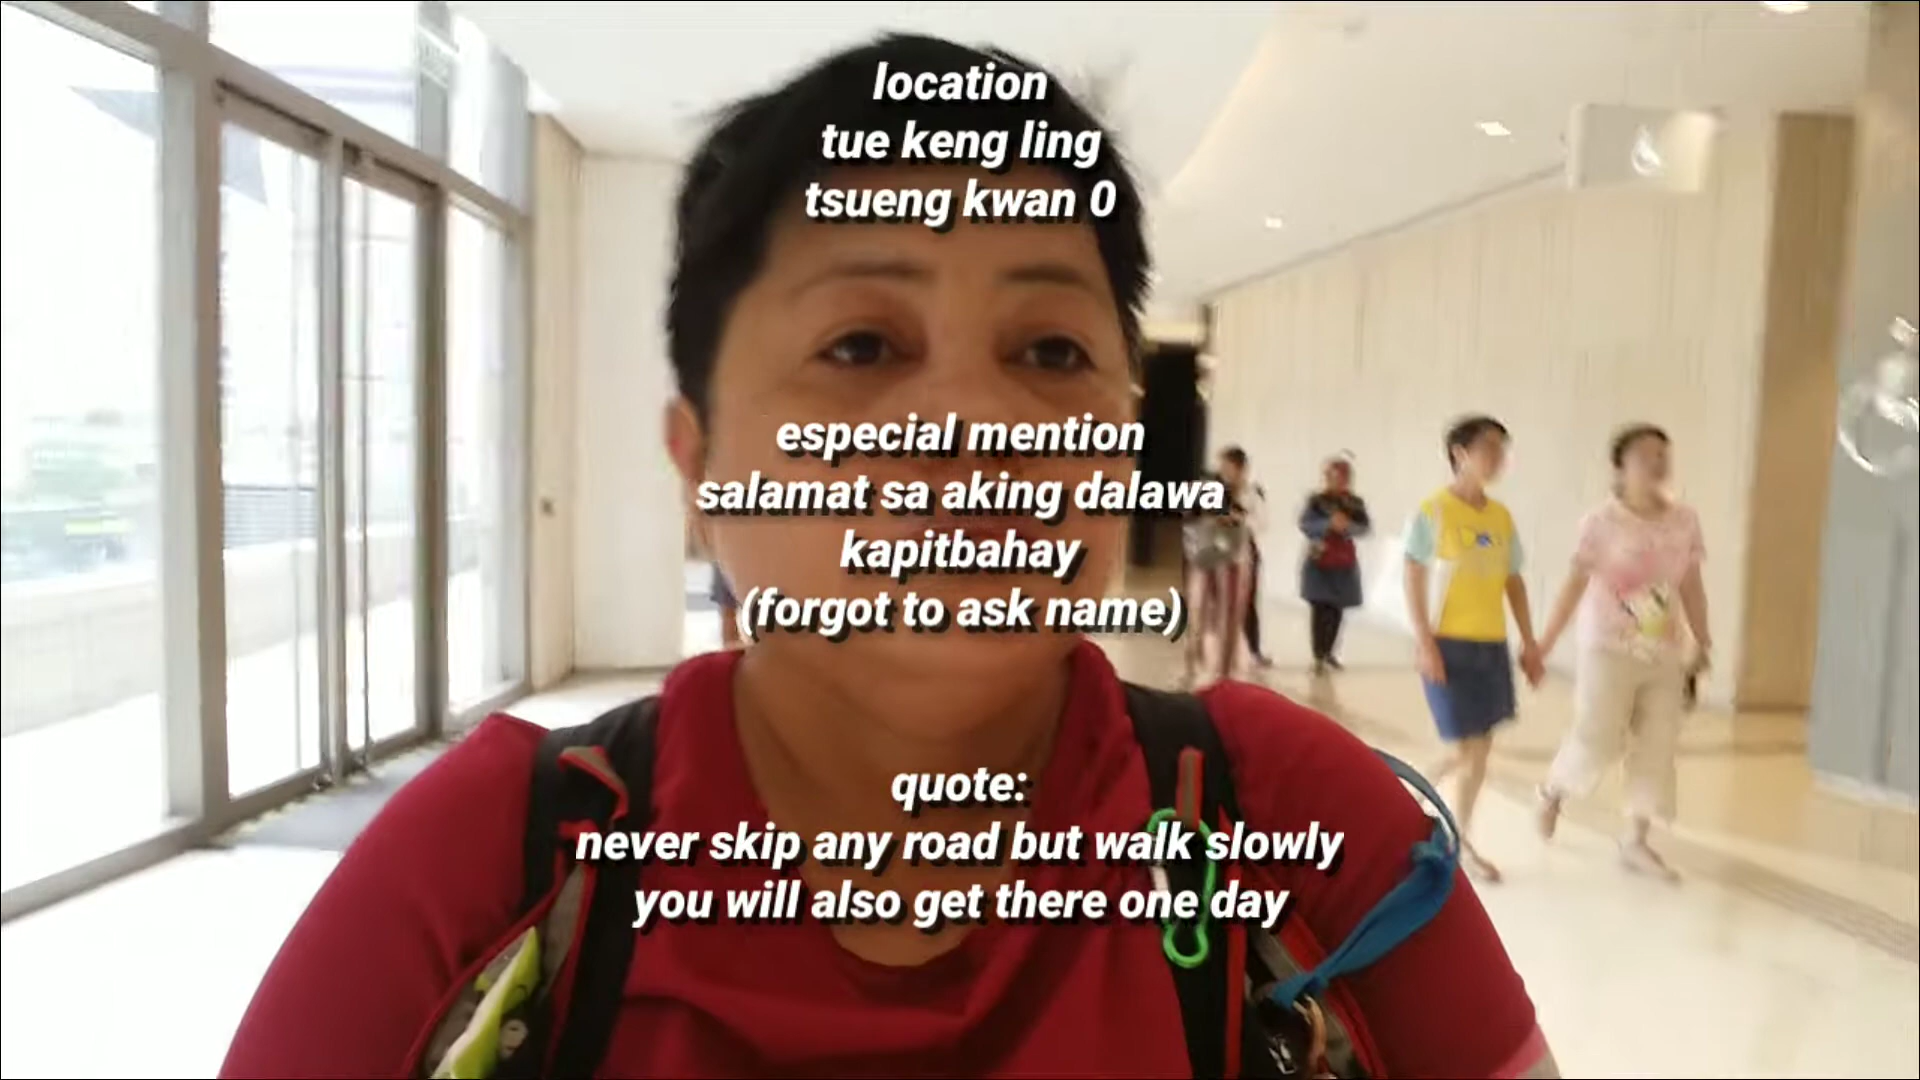 location
tue keng ling
tsueng kwan 0
especial mention
salamat sa aking dalawa
kapitbahay
(forgot to ask name)
quote:
never skip any road but walk slowly
you will also get there one day